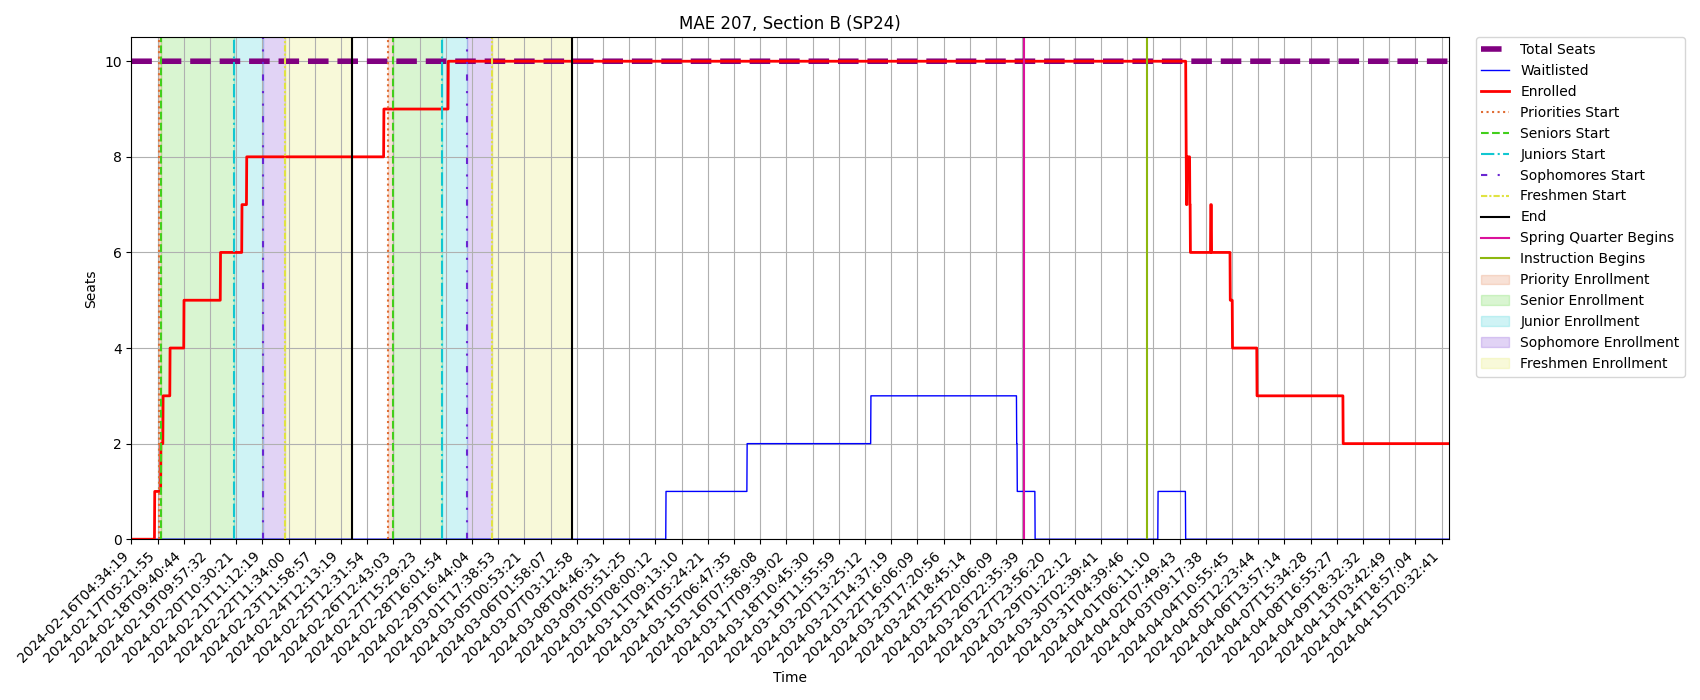 MAE 207, Section B (SP24)
Seats
10
8
6
4
2
0
2024-02-16T04:34:19
2024-02-17T05:21:55
2024-02-18T09:40:44
2024-02-19T09:57:32
2024-02-20T10:30:21
2024-02-21T11:12:19
2024-02-22T11:34:00
2024-02-23T11:58:57
2024-02-24T12:13:19
2024-02-25T12:31:54
2024-02-26T12:43:03
2024-02-27T15:29:23
2024-02-28T16:01:54
2024-02-29T16:44:04
2024-03-01T17:38:53
2024-03-05T00:53:21
2024-03-06T01:58:07
2024-03-07T03:12:58
2024-03-08T04:46:31
2024-03-09T05:51:25
2024-03-10T08:00:12
2024-03-11T09:13:10
2024-03-14T05:24:21
2024-03-15T06:47:35
2024-03-16T07:58:08
2024-03-17T09:39:02
2024-03-18T10:45:30
2024-03-19T11:55:59
2024-03-20T13:25:12
2024-03-21T14:37:19
2024-03-22T16:06:09
2024-03-23T17:20:56
2024-03-24T18:45:14
2024-03-25T20:06:09
2024-03-26T22:35:39
2024-03-27T23:56:20
2024-03-29T01:22:12
2024-03-30T02:39:41
2024-03-31T04:39:46
2024-04-01T06:11:10
2024-04-02T07:49:43
2024-04-03T09:17:38
2024-04-04T10:55:45
2024-04-05T12:23:44
2024-04-06T13:57:14
2024-04-07T15:34:28
2024-04-08T16:55:27
2024-04-09T18:32:32
2024-04-13T03:42:49
2024-04-14T18:57:04
2024-04-15T20:32:41
Time
Total Seats
Waitlisted
Enrolled
Priorities Start
Seniors Start
Juniors Start
Sophomores Start
Freshmen Start
End
Spring Quarter Begins
Instruction Begins
Priority Enrollment
Senior Enrollment
Junior Enrollment
Sophomore Enrollment
Freshmen Enrollment